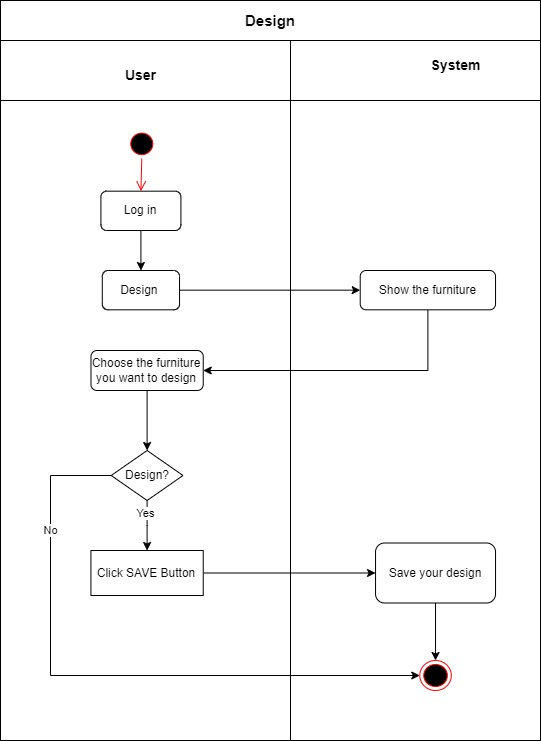 Design
User
System
Log in
Design
Show the furniture
Choose the furniture
you want to design
Design?
Yes
No
Click SAVE Button
Save your design